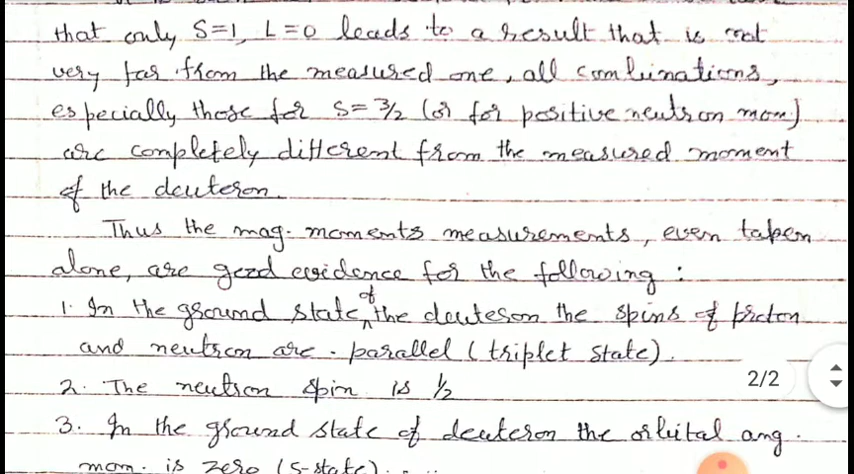 that only S=1, L=0 leads to a result that is not
very far from the measured one, all combinations,
especially those for S=3/2 (or for positive neutron mom)
are completely different from the measured moment
of the deuteron.
Thus the mag. moments measurements, even taken
alone, are good evidence for the following :
1. In the ground state of the deuteron the spins of proton
and neutron are parallel (triplet state).
2. The neutron spin is 1/2
2/2
3. In the ground state of deuteron the orbital ang.
mom. is zero (S-state).